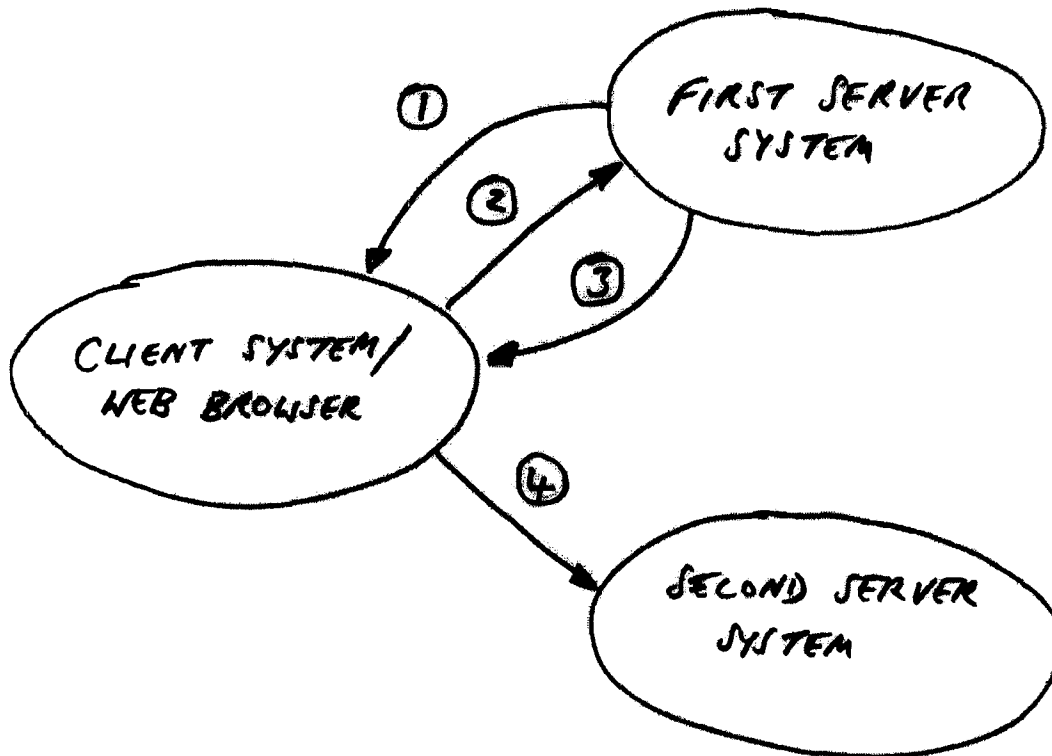 ①
FIRST SERVER
SYSTEM
②
③
CLIENT SYSTEM/
WEB BROWSER
④
SECOND SERVER
SYSTEM